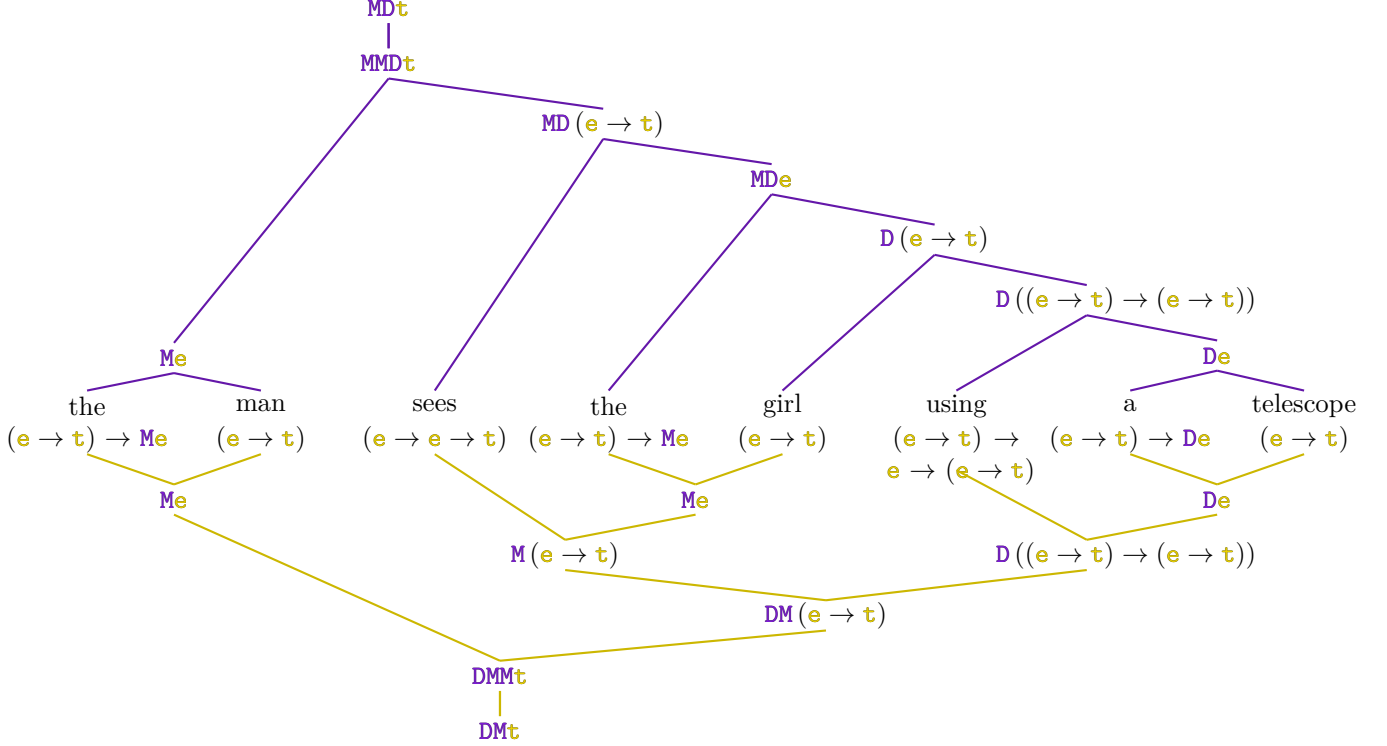 MDt
MMDt
MD (e → t)
MDe
D (e → t)
D ((e → t) → (e → t))
Me
De
the man sees the girl using a telescope
(e → t) → Me (e → t) (e → e → t) (e → t) → Me (e → t) (e → t) → (e → t) → De (e → t)
e → (e → t)
Me Me De
M (e → t) D ((e → t) → (e → t))
DM (e → t)
DMMt
DMt